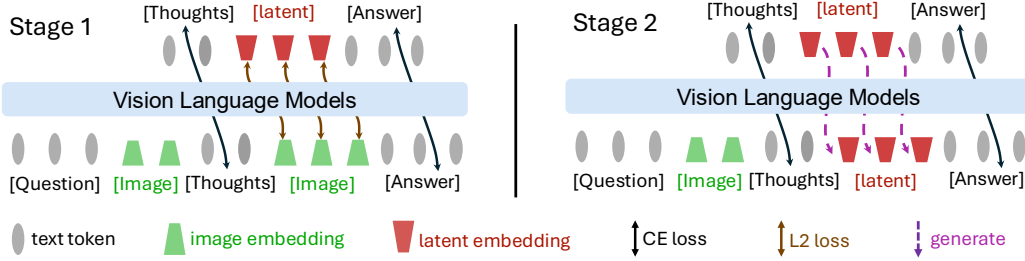 Stage 1
[Thoughts] [latent] [Answer]
Vision Language Models
[Question] [Image] [Thoughts] [Image] [Answer]
Stage 2
[Thoughts] [latent] [Answer]
Vision Language Models
[Question] [Image] [Thoughts] [latent] [Answer]
text token image embedding latent embedding CE loss L2 loss generate